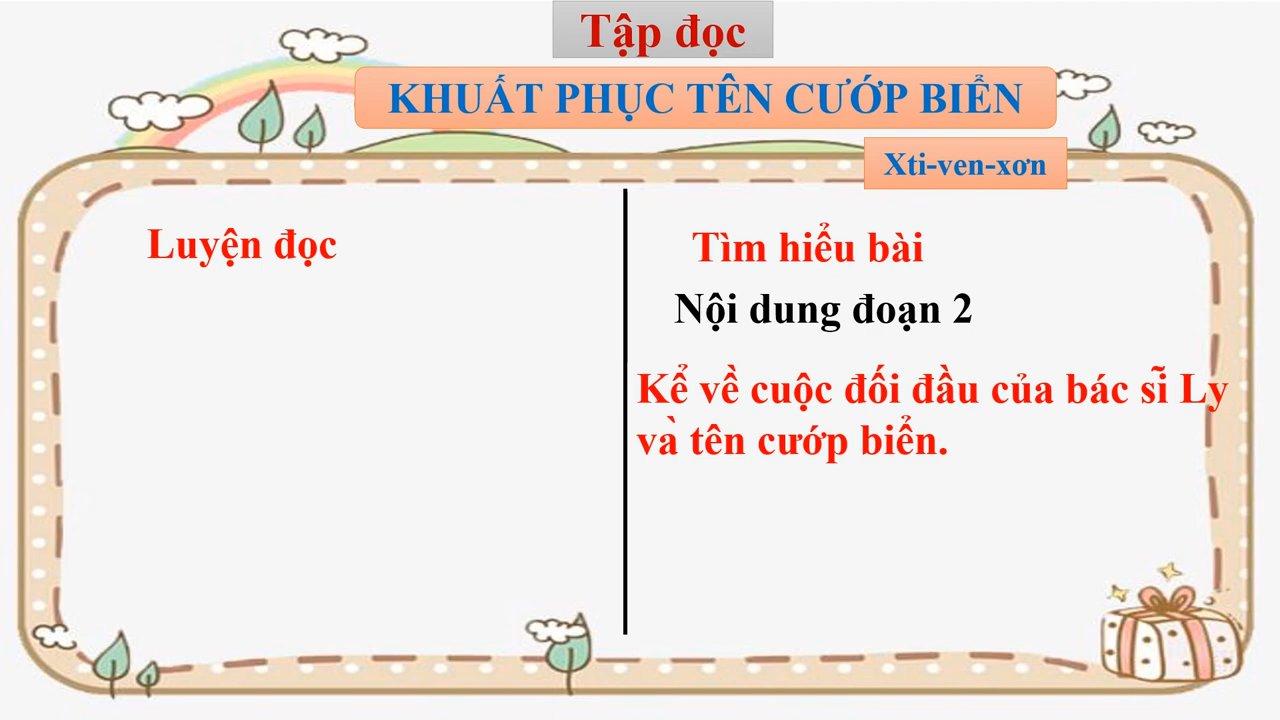 Tập đọc
KHUẤT PHỤC TÊN CƯỚP BIỂN
Xti-ven-xơn
Luyện đọc
Tìm hiểu bài
Nội dung đoạn 2
Kể về cuộc đối đầu của bác sĩ Ly
và tên cướp biển.